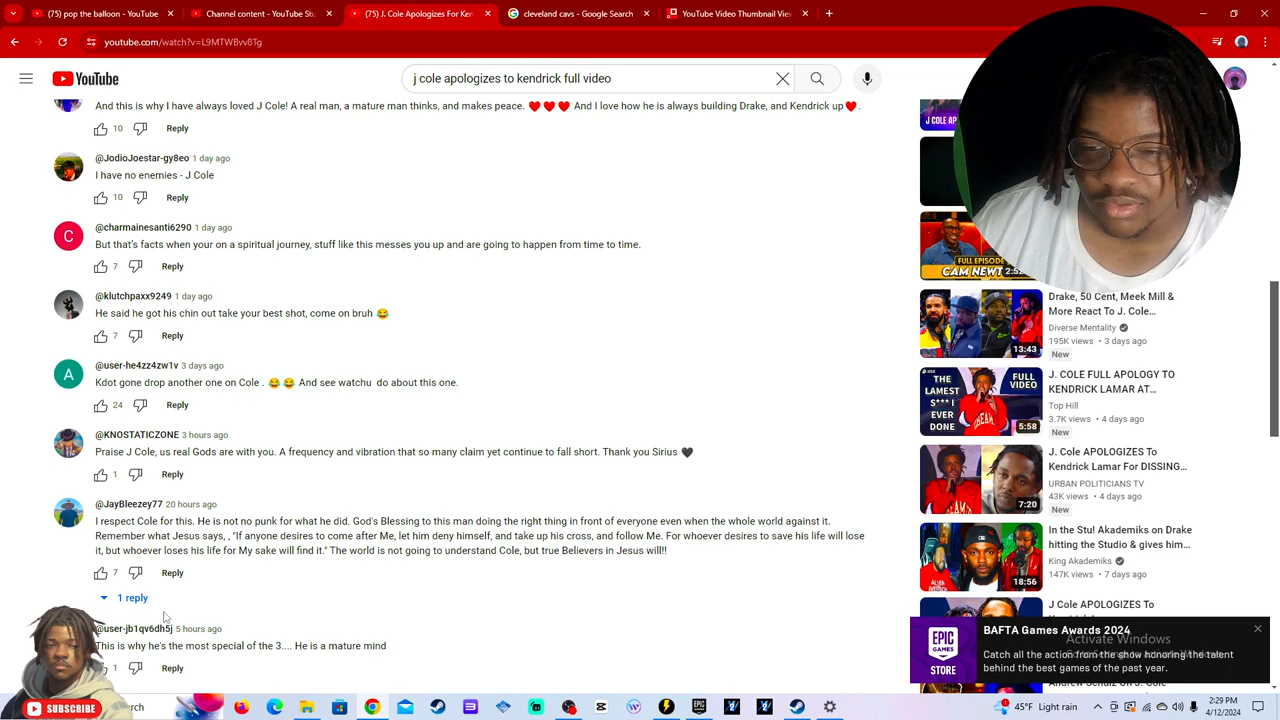 (75) pop the balloon - YouTube
Channel content - YouTube Stu
(75) J. Cole Apologizes For Ken
cleveland cavs - Google Search
YouTube Video Thumbnail View
youtube.com/watch?v=L9MTWBvv8Tg
YouTube
j cole apologizes to kendrick full video
And this is why I have always loved J Cole! A real man, a mature man thinks, and makes peace. ❤️❤️❤️ And I love how he is always building Drake, and Kendrick up❤️.
10 Reply
@JodioJoestar-gy8eo 1 day ago
I have no enemies - J Cole
10 Reply
C
@charmainesanti6290 1 day ago
But that's facts when your on a spiritual journey, stuff like this messes you up and are going to happen from time to time.
7 Reply
@klutchpaxx9249 1 day ago
He said he got his chin out take your best shot, come on bruh 😂
7 Reply
A
@user-he4zz4zw1v 3 days ago
Kdot gone drop another one on Cole . 😂😂 And see watchu do about this one.
24 Reply
@KNOSTATICZONE 3 hours ago
Praise J Cole, us real Gods are with you. A frequency and vibration that so many claim yet continue to fall short. Thank you Sirius 🖤
1 Reply
@JayBleezey77 20 hours ago
I respect Cole for this. He is not no punk for what he did. God's Blessing to this man doing the right thing in front of everyone even when the whole world against it.
Remember what Jesus says, , "If anyone desires to come after Me, let him deny himself, and take up his cross, and follow Me. For whoever desires to save his life will lose
it, but whoever loses his life for My sake will find it." The world is not going to understand Cole, but true Believers in Jesus will!!
7 Reply
1 reply
@user-jb1qv6dh5j 5 hours ago
This is why he's the most special of the 3.... He is a mature mind
1 Reply
SUBSCRIBE
J COLE AP
FULL EPISODE
CAM NEWT
2:52
Drake, 50 Cent, Meek Mill &
More React To J. Cole...
Diverse Mentality
195K views • 3 days ago
New
13:43
THE
LAMEST
S*** I
EVER
DONE
FULL
VIDEO
5:58
J. COLE FULL APOLOGY TO
KENDRICK LAMAR AT...
Top Hill
3.7K views • 4 days ago
New
7:20
J. Cole APOLOGIZES To
Kendrick Lamar For DISSING...
URBAN POLITICIANS TV
43K views • 4 days ago
New
18:56
In the Stu! Akademiks on Drake
hitting the Studio & gives him...
King Akademiks
147K views • 7 days ago
J Cole APOLOGIZES To
EPIC
GAMES
STORE
BAFTA Games Awards 2024
Catch all the action from the show announcing the talent
behind the best games of the past year.
Activate Windows
45°F Light rain
2:29 PM
4/12/2024